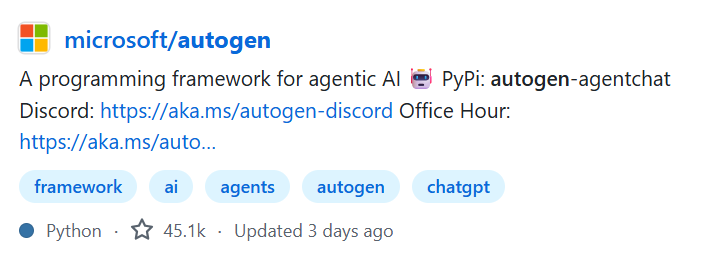 microsoft/autogen
A programming framework for agentic AI 🤖 PyPi: autogen-agentchat
Discord: https://aka.ms/autogen-discord Office Hour:
https://aka.ms/auto...
framework ai agents autogen chatgpt
Python · 45.1k · Updated 3 days ago